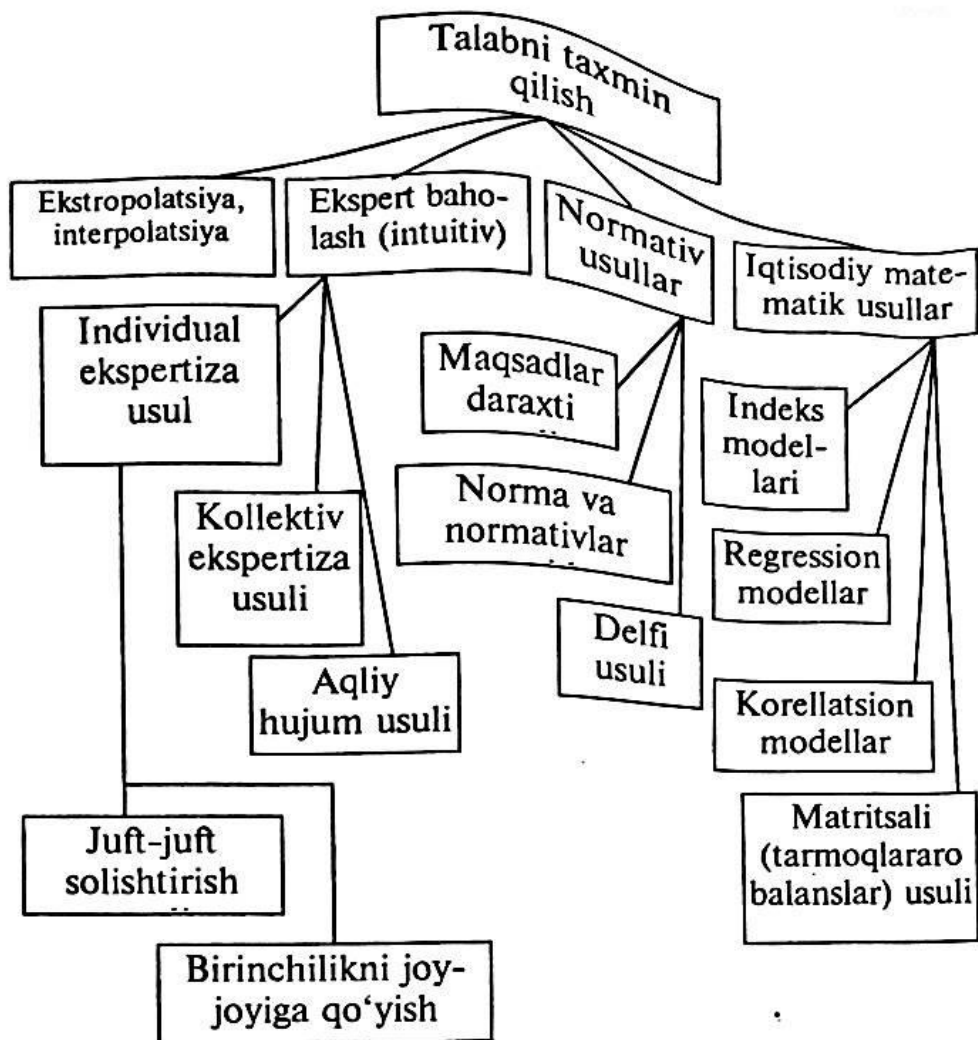 Talabni taxmin
qilish
Ekstropolatsiya,
interpolatsiya
Ekspert baho-
lash (intuitiv)
Normativ
usullar
Iqtisodiy mate-
matik usullar
Individual
ekspertiza
usul
Kollektiv
ekspertiza
usuli
Aqliy
hujum usuli
Juft-juft
solishtirish
Birinchilikni joy-
joyiga qo‘yish
Maqsadlar
daraxti
Norma va
normativlar
Delfi
usuli
Indeks
model-
lari
Regression
modellar
Korellatsion
modellar
Matritsali
(tarmoqlararo
balanslar) usuli